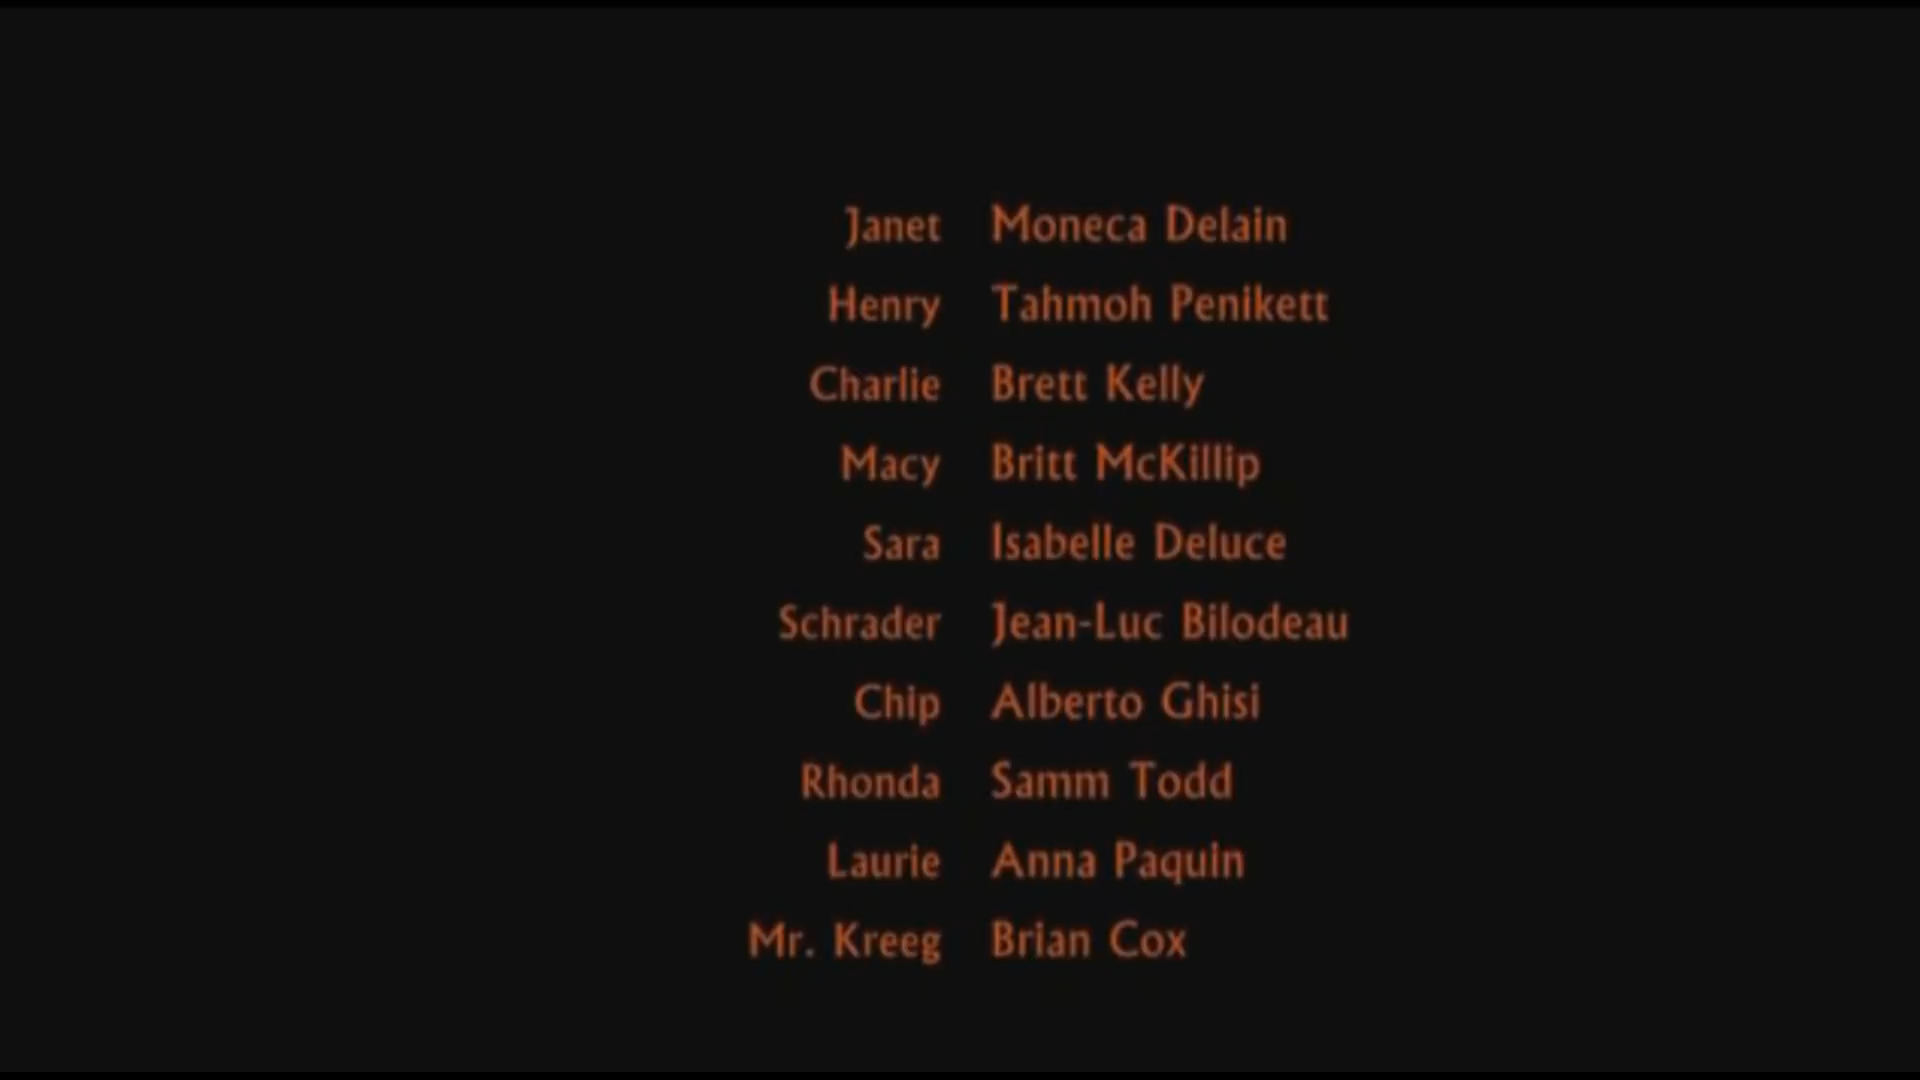 Janet Moneca Delain
Henry Tahmoh Penikett
Charlie Brett Kelly
Macy Britt McKillip
Sara Isabelle Deluce
Schrader Jean-Luc Bilodeau
Chip Alberto Ghisi
Rhonda Samm Todd
Laurie Anna Paquin
Mr. Kreeg Brian Cox